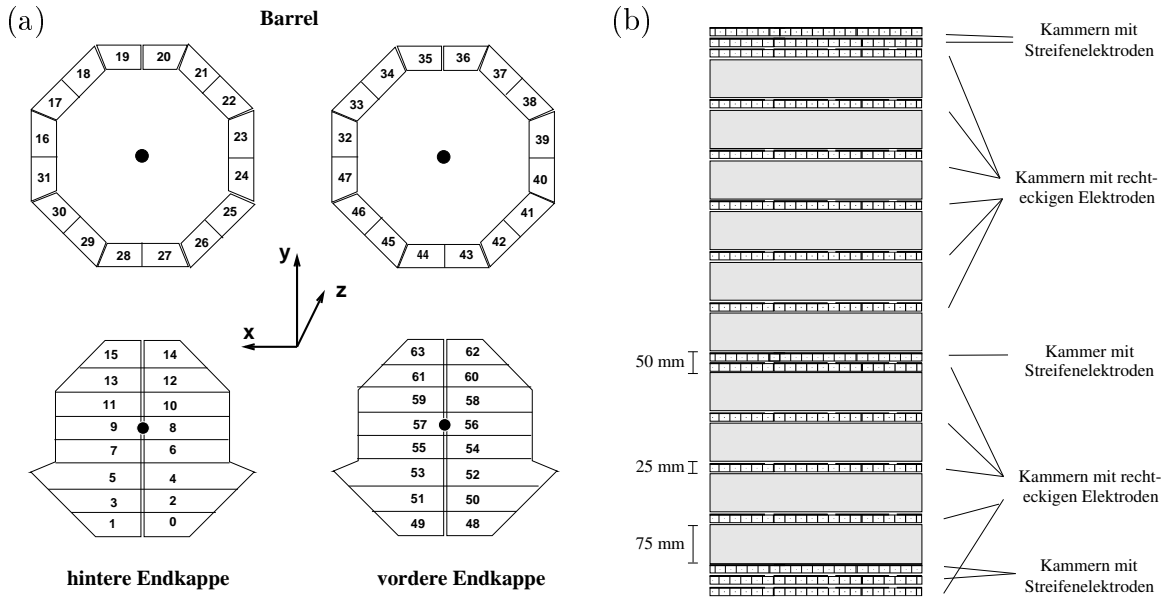 (a)
Barrel
19 20
18 21
17 22
16 23
31 24
30 25
29 26
28 27
35 36
34 37
33 38
32 39
47 40
46 41
45 42
44 43
y
z
x
15 14
13 12
11 10
9 8
7 6
5 4
3 2
1 0
hintere Endkappe
63 62
61 60
59 58
57 56
55 54
53 52
51 50
49 48
vordere Endkappe
(b)
Kammern mit
Streifenelektroden
Kammern mit recht-
eckigen Elektroden
50 mm
Kammer mit
Streifenelektroden
25 mm
Kammern mit recht-
eckigen Elektroden
75 mm
Kammern mit
Streifenelektroden